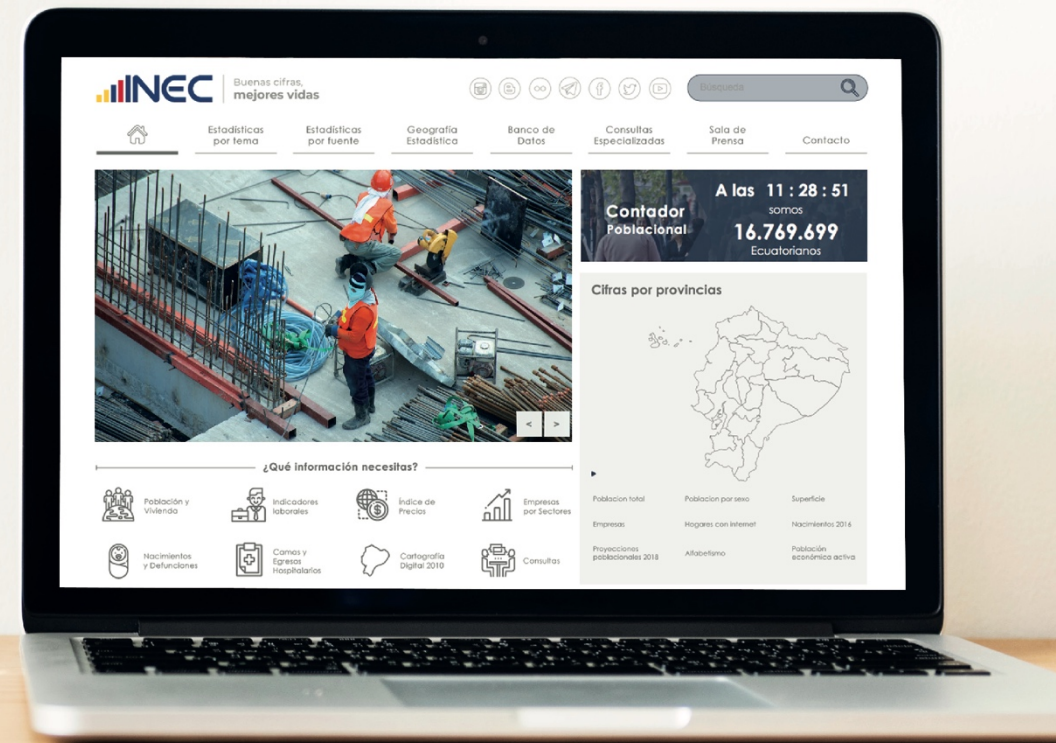 INEC
Buenas cifras,
mejores vidas
Búsqueda
Estadísticas
por tema
Estadísticas
por fuente
Geografía
Estadística
Banco de
Datos
Consultas
Especializadas
Sala de
Prensa
Contacto
Contador
Poblacional
A las 11 : 28 : 51
somos
16.769.699
Ecuatorianos
Cifras por provincias
< >
¿Qué información necesitas?
Población y
Vivienda
Indicadores
laborales
Índice de
Precios
Empresas
por Sectores
Nacimientos
y Defunciones
Camas y
Egresos
Hospitalarios
Cartografía
Digital 2010
Consultas
Poblacion total
Poblacion por sexo
Superficie
Empresas
Hogares con internet
Nacimientos 2016
Proyecciones
poblacionales 2018
Alfabetismo
Población
económica activa